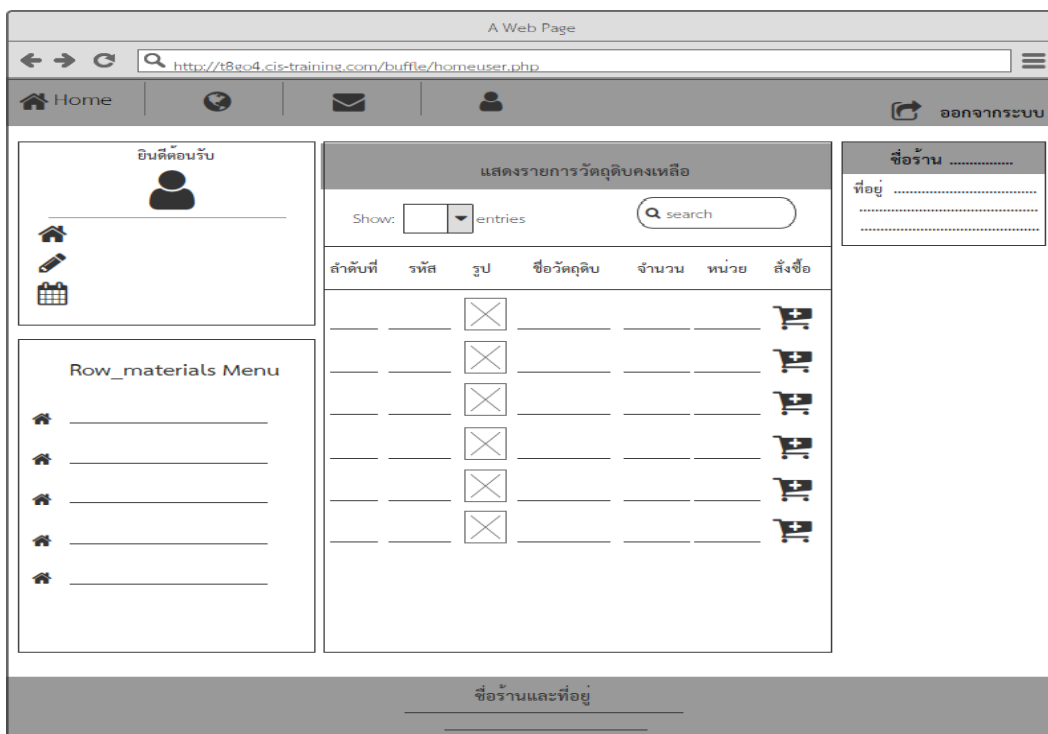 A Web Page
http://t8go4.cis-training.com/buffle/homeuser.php
Home
ออกจากระบบ
ยินดีต้อนรับ
แสดงรายการวัตถุดิบคงเหลือ
Show: entries
search
ลำดับที่ รหัส รูป ชื่อวัตถุดิบ จำนวน หน่วย สั่งซื้อ
ชื่อร้าน ................
ที่อยู่ ....................................
.............................................
.............................................
Row_materials Menu
ชื่อร้านและที่อยู่